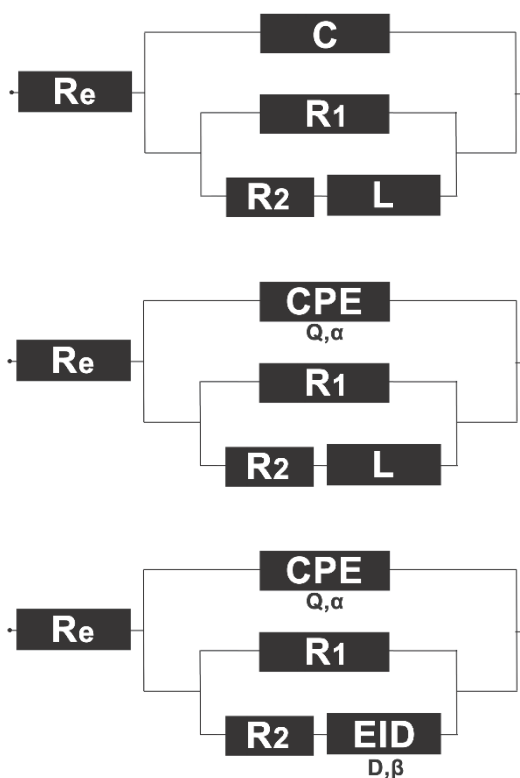 C
Re
R1
R2 L
CPE
Q,α
Re
R1
R2 L
CPE
Q,α
Re
R1
R2 EID
D,β